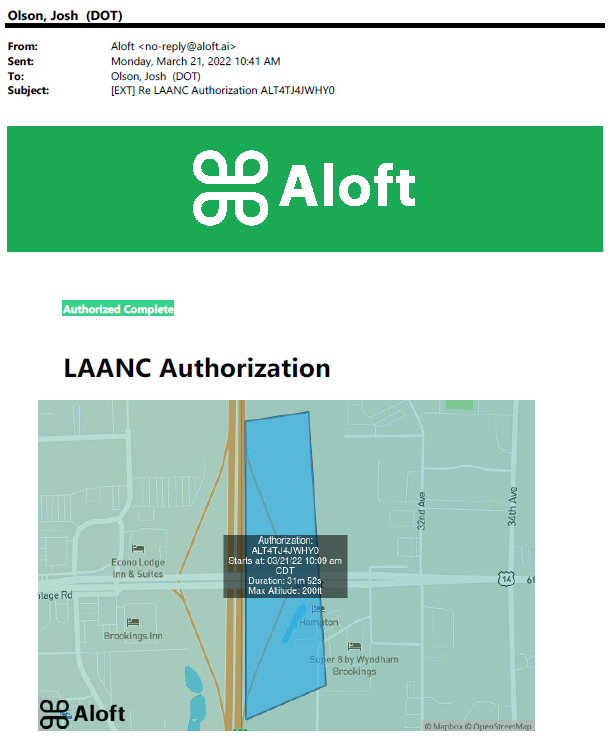 Olson, Josh (DOT)
From: Aloft <no-reply@aloft.ai>
Sent: Monday, March 21, 2022 10:41 AM
To: Olson, Josh (DOT)
Subject: [EXT] Re LAANC Authorization ALT4TJ4JWHY0
Aloft
Authorized Complete
LAANC Authorization
32nd Ave
34th Ave
Authorization:
ALT4TJ4JWHY0
Starts at: 03/21/22 10:09 am
CDT
Duration: 31m 52s
Max Altitude: 200ft
Econo Lodge
Inn & Suites
14
6t
ntage Rd
Hampton
Brookings Inn
Super 8 by Wyndham
Brookings
Aloft
© Mapbox © OpenStreetMap